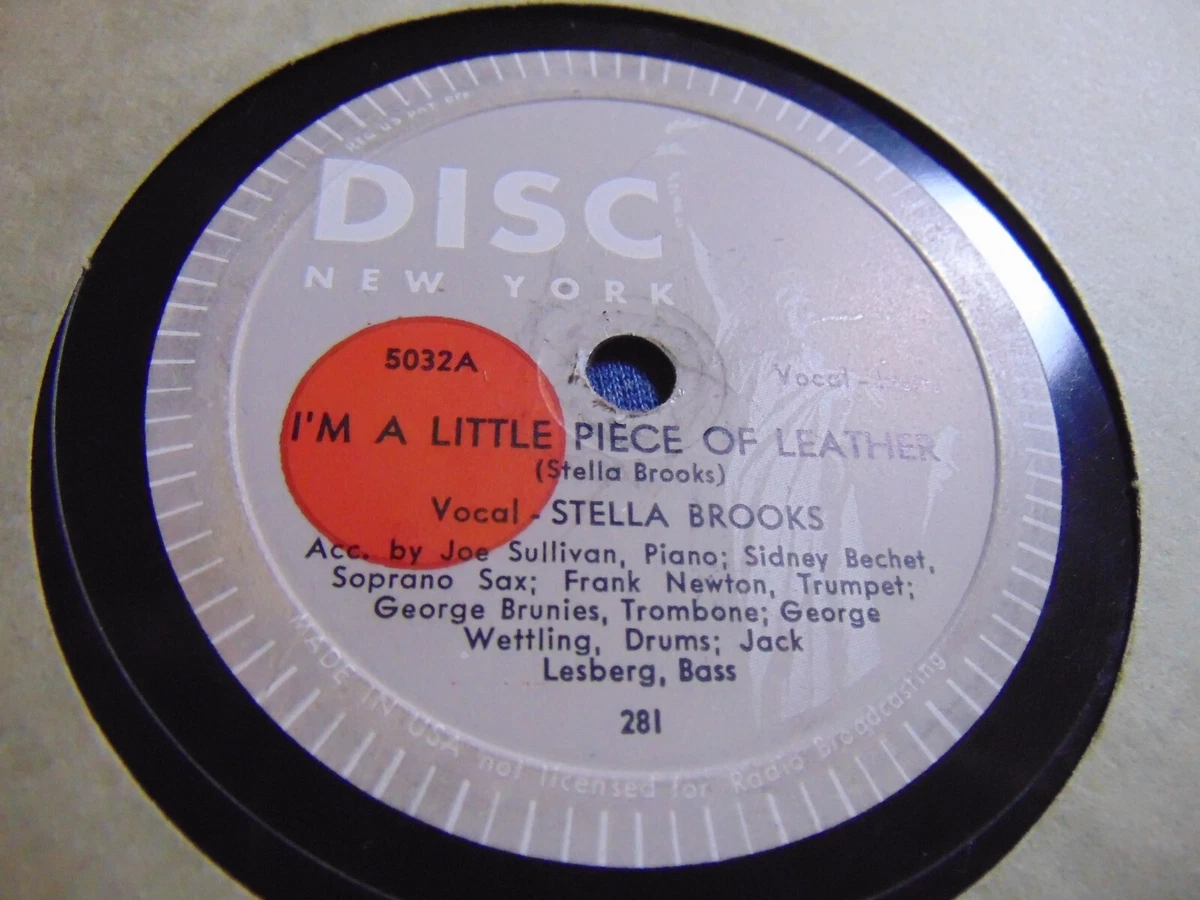 REG US PAT OFF
DISC
NEW YORK
5032A
Vocal -
I'M A LITTLE PIECE OF LEATHER
(Stella Brooks)
Vocal - STELLA BROOKS
Acc. by Joe Sullivan, Piano; Sidney Bechet,
Soprano Sax; Frank Newton, Trumpet;
George Brunies, Trombone; George
Wettling, Drums; Jack
Lesberg, Bass
281
MADE IN USA not licensed for Radio Broadcasting